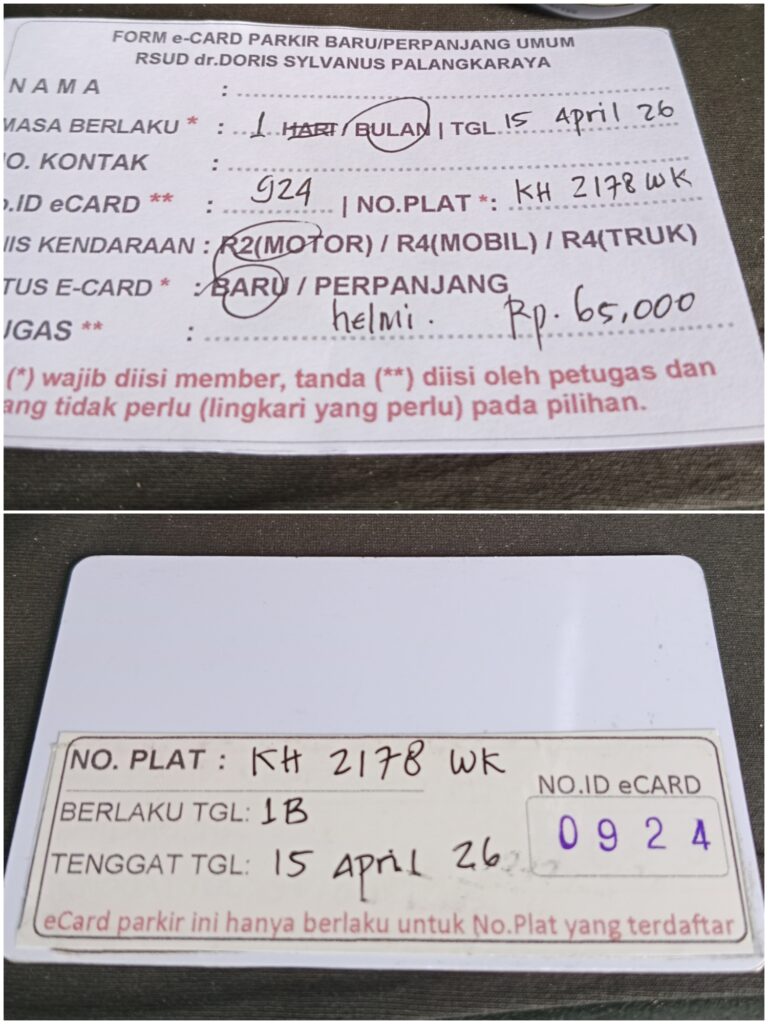 FORM e-CARD PARKIR BARU/PERPANJANG UMUM
RSUD dr.DORIS SYLVANUS PALANGKARAYA
NAMA :
MASA BERLAKU * : 1 HARI / BULAN | TGL 15 April 26
O. KONTAK :
.ID eCARD ** : 924 | NO.PLAT *: KH 2178 WK
NIS KENDARAAN : R2(MOTOR) / R4(MOBIL) / R4(TRUK)
TUS E-CARD * : BARU / PERPANJANG
UGAS ** : helmi . Rp. 65,000
(*) wajib diisi member, tanda (**) diisi oleh petugas dan
ang tidak perlu (lingkari yang perlu) pada pilihan.
NO. PLAT : KH 2178 WK
NO.ID eCARD
BERLAKU TGL: 1B
0924
TENGGAT TGL: 15 April 26
eCard parkir ini hanya berlaku untuk No.Plat yang terdaftar